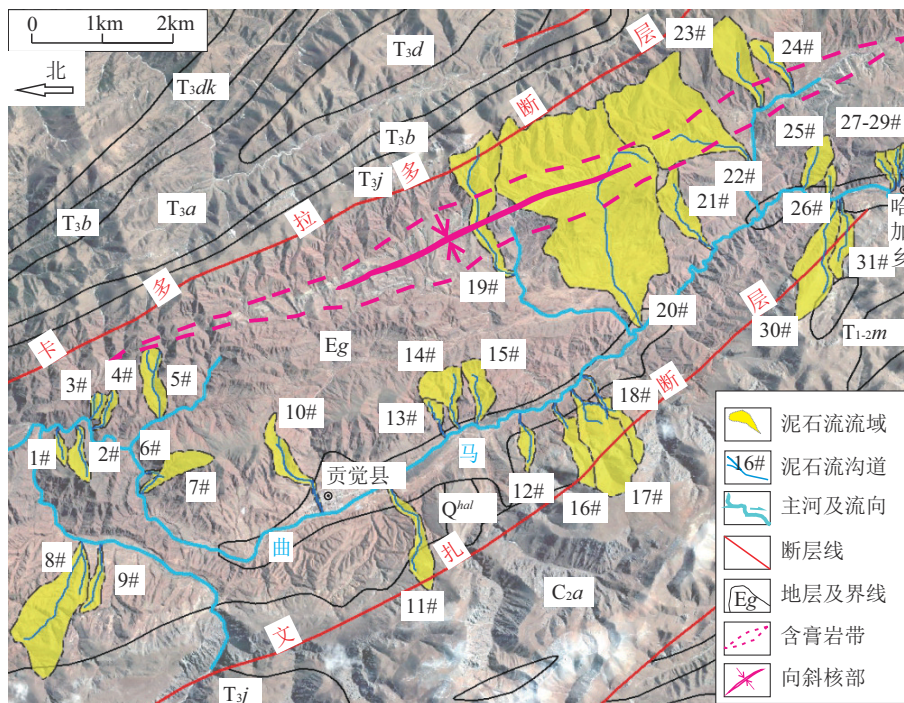 0 1km 2km
北
T₃d
T₃dk
T₃b
T₃j
T₃a
T₃b
卡
多
拉
多
断
层
23#
24#
25#
27-29#
22#
21#
26#
哈加乡
19#
20#
31#
30#
T₁₋₂m
层
断
扎
文
Eg
3#
4#
5#
14#
15#
13#
18#
10#
1#
2#
6#
7#
贡觉县
马
曲
12#
16#
17#
Qʰᵃˡ
8#
9#
11#
C₂a
T₃j
泥石流流域
16#
泥石流沟道
主河及流向
断层线
Eg
地层及界线
含膏岩带
向斜核部